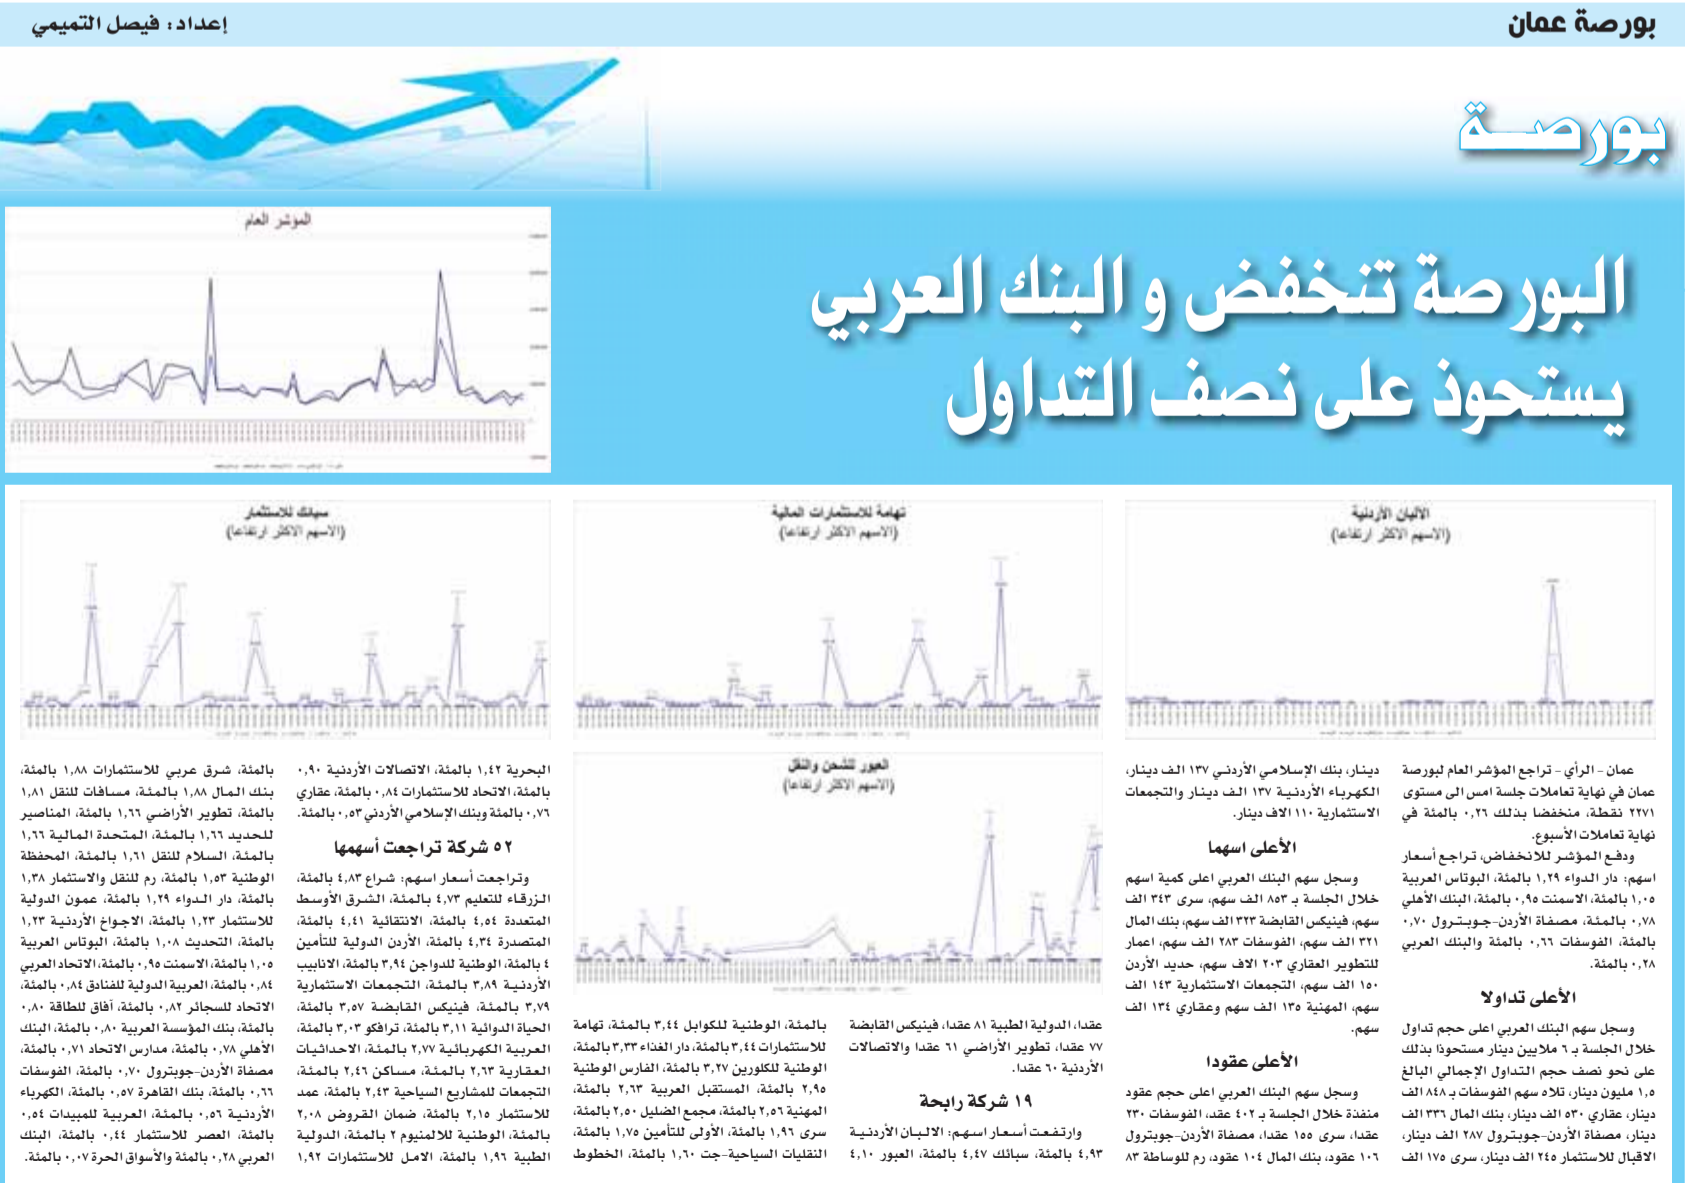 بورصة عمان
إعداد: فيصل التميمي
بورصــة
البورصة تنخفض و البنك العربي
يستحوذ على نصف التداول
المؤشر العام
الألبان الأردنية
(الاسهم الاكثر ارتفاعا)
تهامة للاستثمارات المالية
(الاسهم الاكثر ارتفاعا)
سبائك للاستثمار
(الاسهم الاكثر ارتفاعا)
العبور للشحن والنقل
(الاسهم الاكثر ارتفاعا)
عمان - الرأي - تراجع المؤشر العام لبورصة
عمان في نهاية تعاملات جلسة امس الى مستوى
٢٢٧١ نقطة، منخفضا بذلك ٠,٢٦ بالمئة في
نهاية تعاملات الأسبوع.
ودفع المؤشر للانخفاض، تراجع أسعار
اسهم: دار الدواء ١,٢٩ بالمئة، البوتاس العربية
١,٠٥ بالمئة، الاسمنت ٠,٩٥ بالمئة، البنك الأهلي
٠,٧٨ بالمئة، مصفاة الأردن-جوبترول ٠,٧٠
بالمئة، الفوسفات ٠,٦٦ بالمئة والبنك العربي
٠,٢٨ بالمئة.
الأعلى تداولا
وسجل سهم البنك العربي اعلى حجم تداول
خلال الجلسة بـ ٦ ملايين دينار مستحوذا بذلك
على نحو نصف حجم التداول الإجمالي البالغ
١,٥ مليون دينار، تلاه سهم الفوسفات بـ ٨٤٨ الف
دينار، عقاري ٥٣٠ الف دينار، بنك المال ٣٣٦ الف
دينار، مصفاة الأردن-جوبترول ٢٨٧ الف دينار،
الاقبال للاستثمار ٢٤٥ الف دينار، سرى ١٧٥ الف
دينار، بنك الإسلامي الأردني ١٣٧ الف دينار،
الكهرباء الأردنية ١٣٧ الف دينار والتجمعات
الاستثمارية ١١٠ الاف دينار.
الأعلى اسهما
وسجل سهم البنك العربي اعلى كمية اسهم
خلال الجلسة بـ ٨٥٣ الف سهم، سرى ٣٤٣ الف
سهم، فينيكس القابضة ٣٢٣ الف سهم، بنك المال
٣٢١ الف سهم، الفوسفات ٢٨٣ الف سهم، اعمار
للتطوير العقاري ٢٠٣ الاف سهم، حديد الأردن
١٥٠ الف سهم، التجمعات الاستثمارية ١٤٣ الف
سهم، المهنية ١٣٥ الف سهم وعقاري ١٣٤ الف
سهم.
الأعلى عقودا
وسجل سهم البنك العربي اعلى حجم عقود
منفذة خلال الجلسة بـ ٤٠٢ عقد، الفوسفات ٢٣٠
عقدا، سرى ١٥٥ عقدا، مصفاة الأردن-جوبترول
١٠٦ عقود، بنك المال ١٠٤ عقود، رم للوساطة ٨٣
عقدا، الدولية الطبية ٨١ عقدا، فينيكس القابضة
٧٧ عقدا، تطوير الأراضي ٦١ عقدا والاتصالات
الأردنية ٦٠ عقدا.
١٩ شركة رابحة
وارتفعت أسعار اسهم: الالبان الأردنية
٤,٩٣ بالمئة، سبائك ٤,٤٧ بالمئة، العبور ٤,١٠
بالمئة، الوطنية للكوابل ٣,٤٤ بالمئة، تهامة
للاستثمارات ٣,٤٤ بالمئة، دار الغذاء ٣,٣٣ بالمئة،
الوطنية للكلورين ٣,٢٧ بالمئة، الفارس الوطنية
٢,٩٥ بالمئة، المستقبل العربية ٢,٦٣ بالمئة،
المهنية ٢,٥٦ بالمئة، مجمع الضليل ٢,٥٠ بالمئة،
سرى ١,٩٦ بالمئة، الأولى للتأمين ١,٧٥ بالمئة،
النقليات السياحية-جت ١,٦٠ بالمئة، الخطوط
البحرية ١,٤٢ بالمئة، الاتصالات الأردنية ٠,٩٠
بالمئة، الاتحاد للاستثمارات ٠,٨٤ بالمئة، عقاري
٠,٧٦ بالمئة وبنك الإسلامي الأردني ٠,٥٣ بالمئة.
٥٢ شركة تراجعت أسهمها
وتراجعت أسعار اسهم: شراع ٤,٨٣ بالمئة،
الزرقاء للتعليم ٤,٧٣ بالمئة، الشرق الأوسط
المتعددة ٤,٥٤ بالمئة، الانتقائية ٤,٤١ بالمئة،
المتصدرة ٤,٣٤ بالمئة، الأردن الدولية للتأمين
٤ بالمئة، الوطنية للدواجن ٣,٩٤ بالمئة، الانابيب
الأردنية ٣,٨٩ بالمئة، التجمعات الاستثمارية
٣,٧٩ بالمئة، فينيكس القابضة ٣,٥٧ بالمئة،
الحياة الدوائية ٣,١١ بالمئة، ترافكو ٣,٠٣ بالمئة،
العربية الكهربائية ٢,٧٧ بالمئة، الاحداثيات
العقارية ٢,٦٣ بالمئة، مساكن ٢,٤٦ بالمئة،
التجمعات للمشاريع السياحية ٢,٤٣ بالمئة، عمد
للاستثمار ٢,١٥ بالمئة، ضمان القروض ٢,٠٨
بالمئة، الوطنية للالمنيوم ٢ بالمئة، الدولية
الطبية ١,٩٦ بالمئة، الامل للاستثمارات ١,٩٢
بالمئة، شرق عربي للاستثمارات ١,٨٨ بالمئة،
بنك المال ١,٨٨ بالمئة، مسافات للنقل ١,٨١
بالمئة، تطوير الأراضي ١,٦٦ بالمئة، المناصير
للحديد ١,٦٦ بالمئة، المتحدة المالية ١,٦٦
بالمئة، السلام للنقل ١,٦١ بالمئة، المحفظة
الوطنية ١,٥٣ بالمئة، رم للنقل والاستثمار ١,٣٨
بالمئة، دار الدواء ١,٢٩ بالمئة، عمون الدولية
للاستثمار ١,٢٣ بالمئة، الاجواخ الأردنية ١,٢٣
بالمئة، التحديث ١,٠٨ بالمئة، البوتاس العربية
١,٠٥ بالمئة، الاسمنت ٠,٩٥ بالمئة، الاتحاد العربي
٠,٨٤ بالمئة، العربية الدولية للفنادق ٠,٨٤ بالمئة،
الاتحاد للسجائر ٠,٨٢ بالمئة، آفاق للطاقة ٠,٨٠
بالمئة، بنك المؤسسة العربية ٠,٨٠ بالمئة، البنك
الأهلي ٠,٧٨ بالمئة، مدارس الاتحاد ٠,٧١ بالمئة،
مصفاة الأردن-جوبترول ٠,٧٠ بالمئة، الفوسفات
٠,٦٦ بالمئة، بنك القاهرة ٠,٥٧ بالمئة، الكهرباء
الأردنية ٠,٥٦ بالمئة، العربية للمبيدات ٠,٥٤
بالمئة، العصر للاستثمار ٠,٤٤ بالمئة، البنك
العربي ٠,٢٨ بالمئة والأسواق الحرة ٠,٠٧ بالمئة.